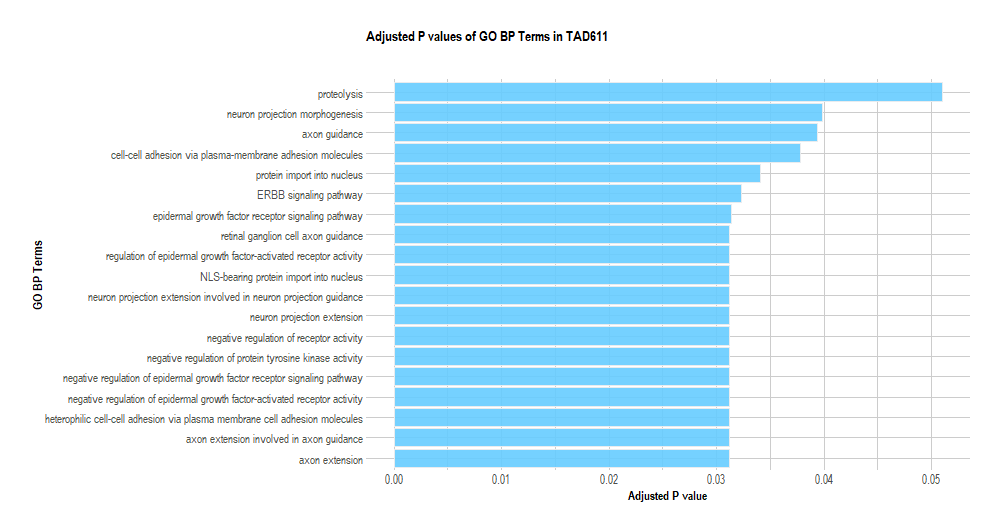 Adjusted P values of GO BP Terms in TAD611
GO BP Terms
proteolysis
neuron projection morphogenesis
axon guidance
cell-cell adhesion via plasma-membrane adhesion molecules
protein import into nucleus
ERBB signaling pathway
epidermal growth factor receptor signaling pathway
retinal ganglion cell axon guidance
regulation of epidermal growth factor-activated receptor activity
NLS-bearing protein import into nucleus
neuron projection extension involved in neuron projection guidance
neuron projection extension
negative regulation of receptor activity
negative regulation of protein tyrosine kinase activity
negative regulation of epidermal growth factor receptor signaling pathway
negative regulation of epidermal growth factor-activated receptor activity
heterophilic cell-cell adhesion via plasma membrane cell adhesion molecules
axon extension involved in axon guidance
axon extension
0.00 0.01 0.02 0.03 0.04 0.05
Adjusted P value